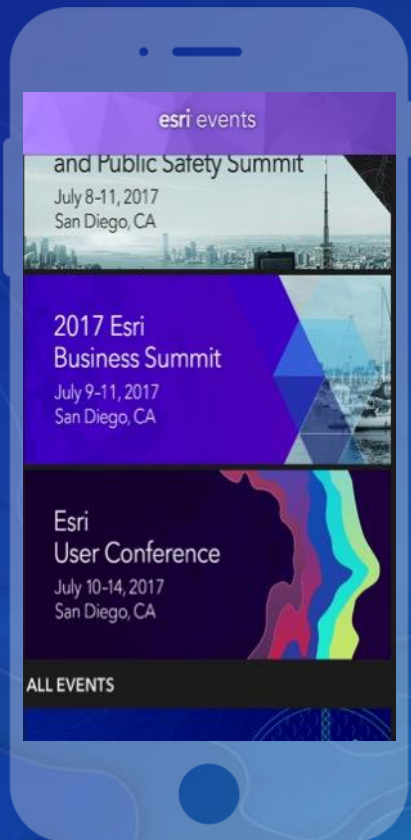 esri events
and Public Safety Summit
July 8-11, 2017
San Diego, CA
2017 Esri
Business Summit
July 9-11, 2017
San Diego, CA
Esri
User Conference
July 10-14, 2017
San Diego, CA
ALL EVENTS